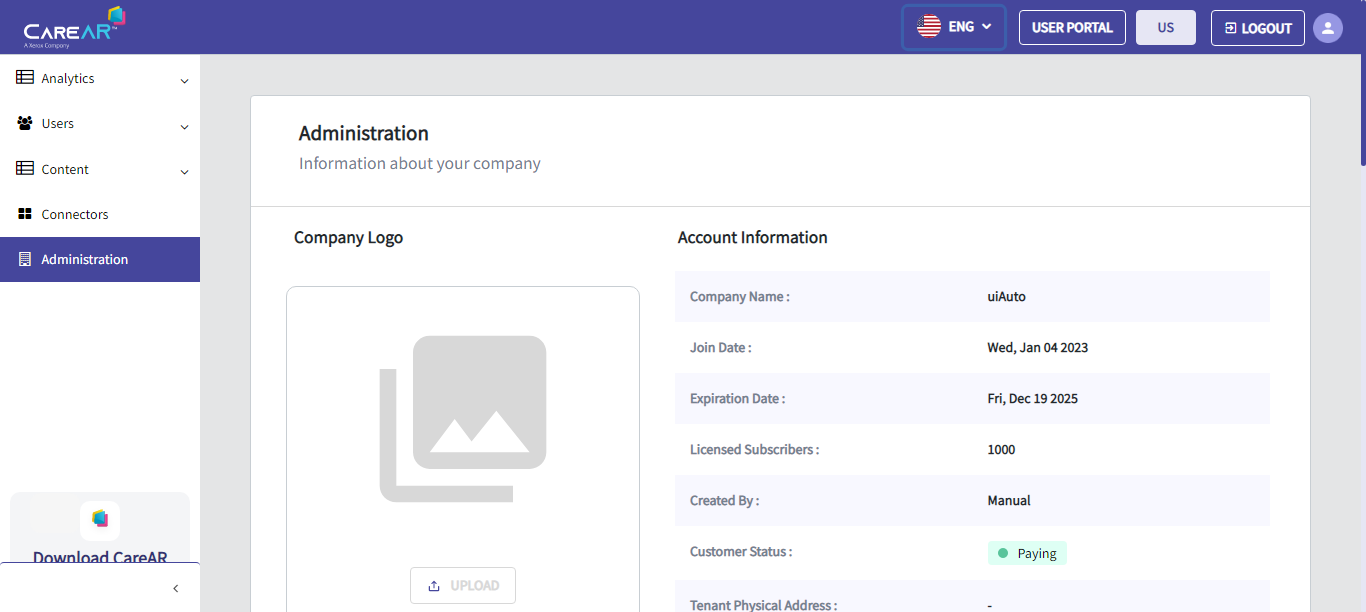 CAREAR™
A Xerox Company
ENG
USER PORTAL
US
LOGOUT
Analytics
Users
Content
Connectors
Administration
Download CareAR
Administration
Information about your company
Company Logo
UPLOAD
Account Information
Company Name : uiAuto
Join Date : Wed, Jan 04 2023
Expiration Date : Fri, Dec 19 2025
Licensed Subscribers : 1000
Created By : Manual
Customer Status : Paying
Tenant Physical Address : -